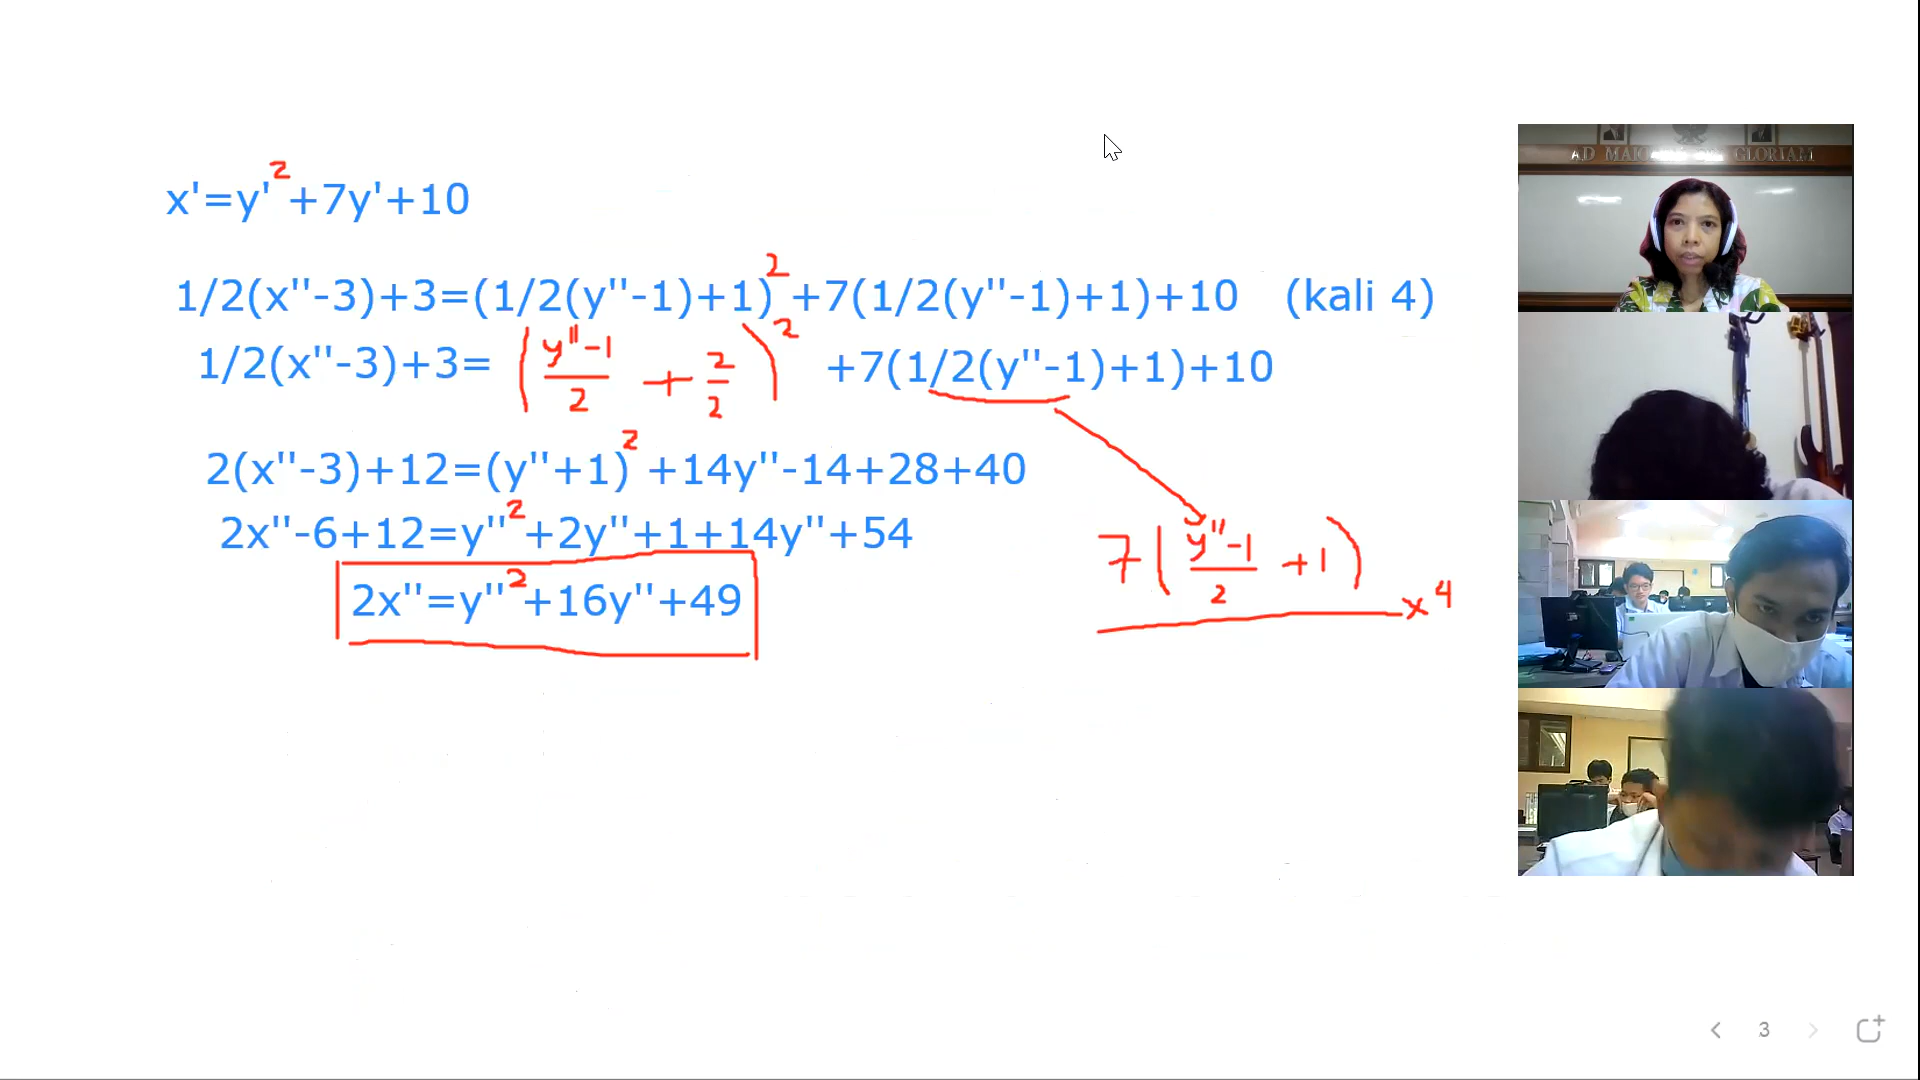 x'=y'²+7y'+10
1/2(x''-3)+3=(1/2(y''-1)+1)²+7(1/2(y''-1)+1)+10 (kali 4)
1/2(x''-3)+3= (y''-1/2 + 2/2)² +7(1/2(y''-1)+1)+10
2(x''-3)+12=(y''+1)²+14y''-14+28+40
2x''-6+12=y''²+2y''+1+14y''+54
7(y''-1/2 +1) x4
2x''=y''²+16y''+49
AD GLORIAM
3